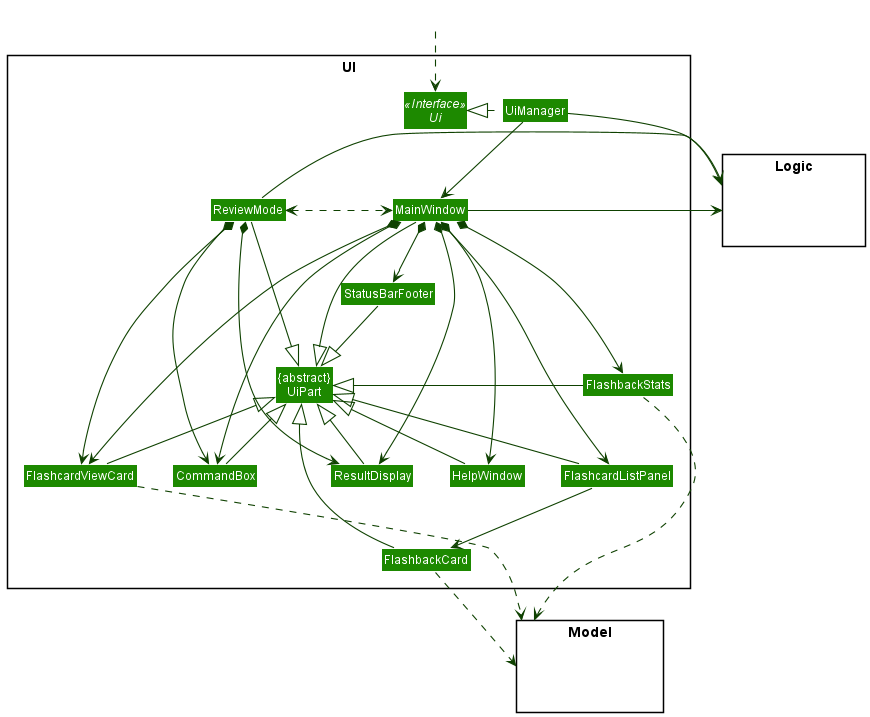 UI
«Interface»
Ui
UiManager
Logic
ReviewMode
MainWindow
StatusBarFooter
{abstract}
UiPart
FlashbackStats
FlashcardViewCard
CommandBox
ResultDisplay
HelpWindow
FlashcardListPanel
FlashbackCard
Model